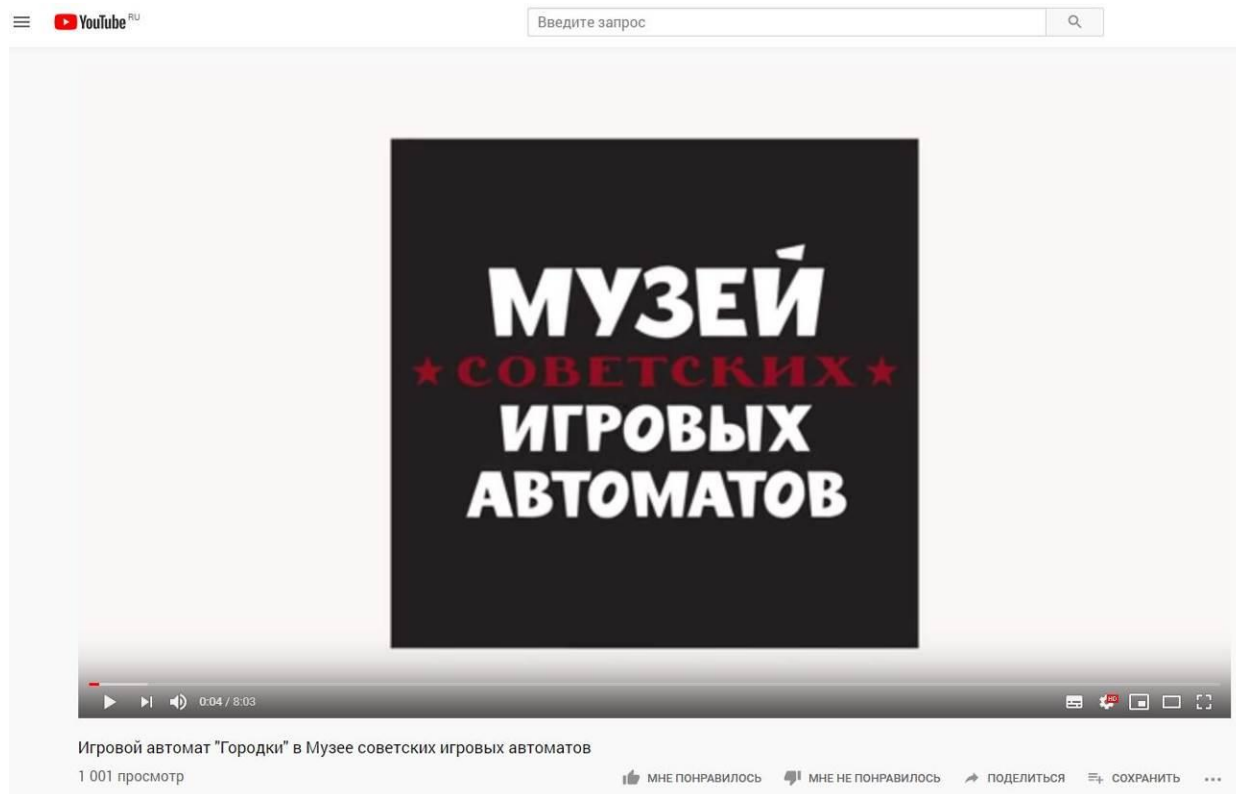 YouTube RU
Введите запрос
МУЗЕЙ
СОВЕТСКИХ
ИГРОВЫХ
АВТОМАТОВ
0:04 / 8:03
HD
Игровой автомат "Городки" в Музее советских игровых автоматов
1 001 просмотр
МНЕ ПОНРАВИЛОСЬ МНЕ НЕ ПОНРАВИЛОСЬ ПОДЕЛИТЬСЯ СОХРАНИТЬ